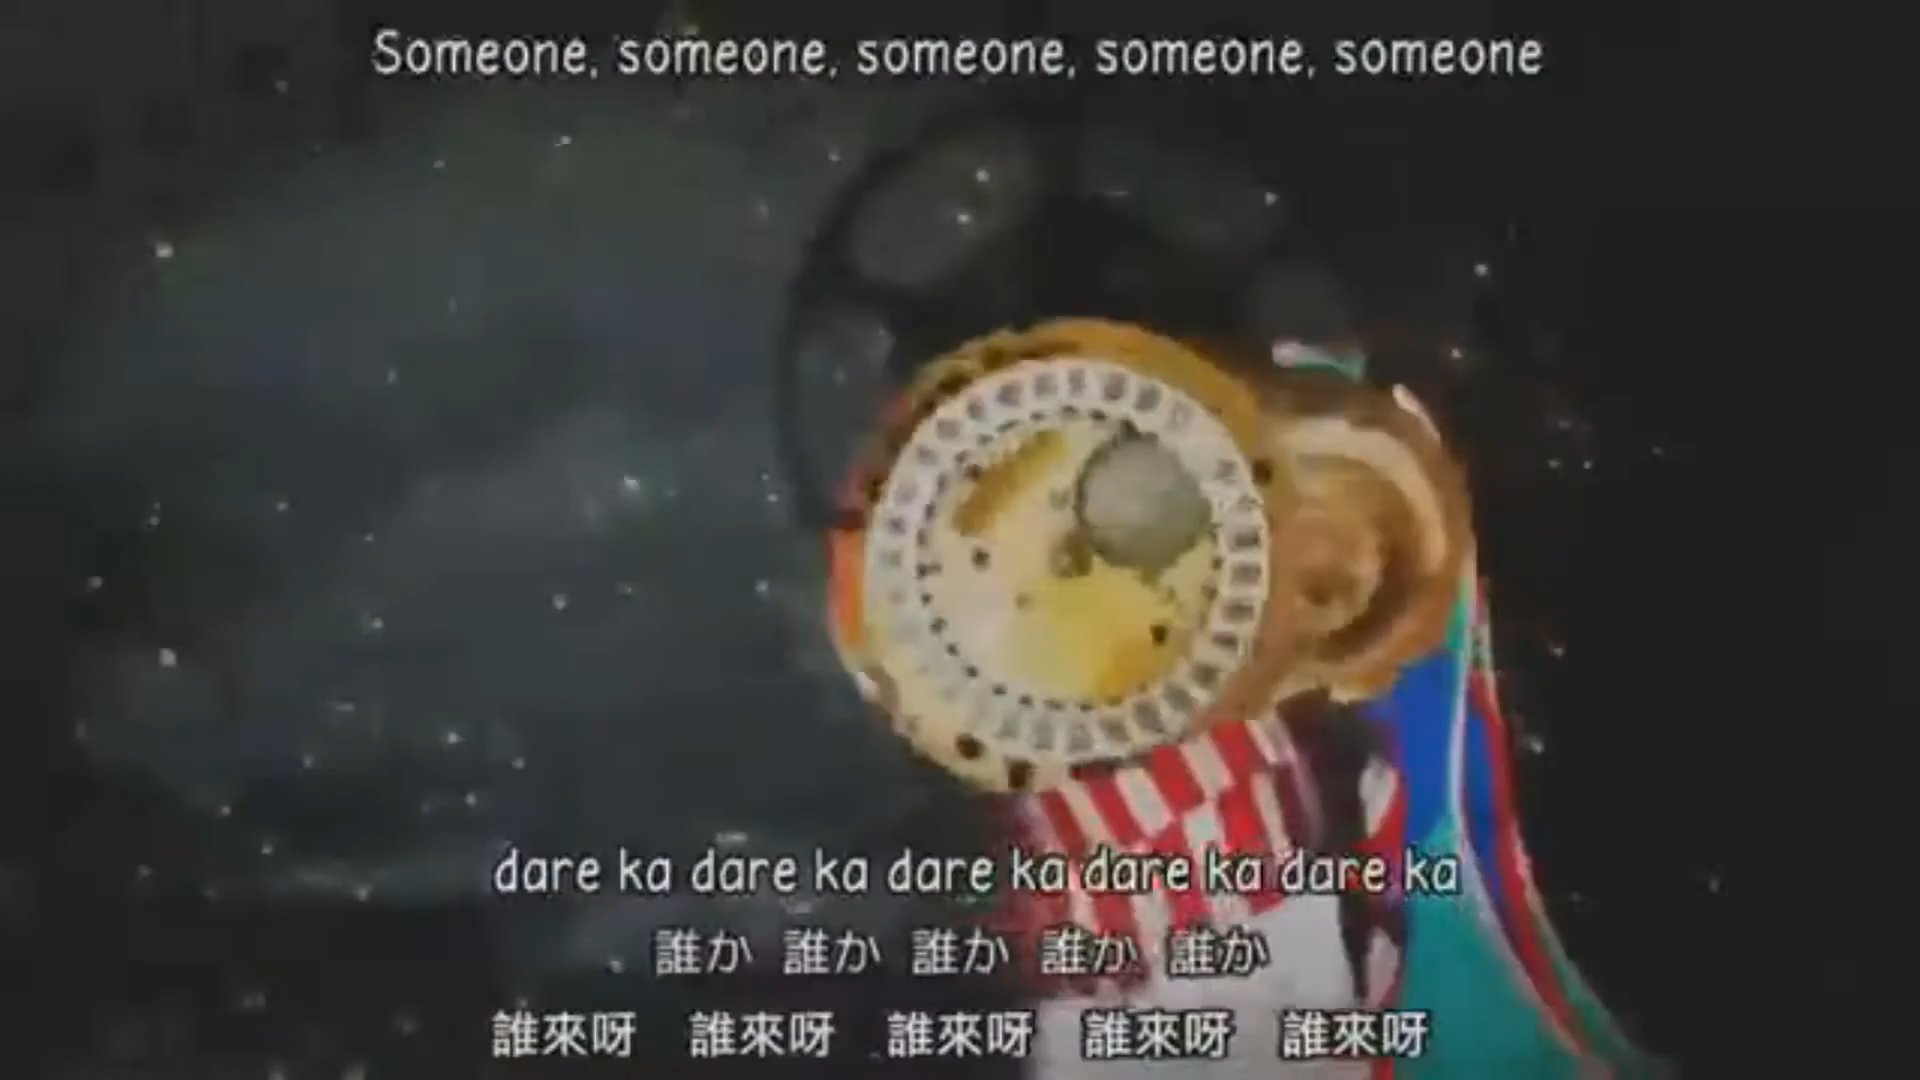 Someone, someone, someone, someone, someone
dare ka dare ka dare ka dare ka dare ka
誰か 誰か 誰か 誰か 誰か
誰來呀 誰來呀 誰來呀 誰來呀 誰來呀